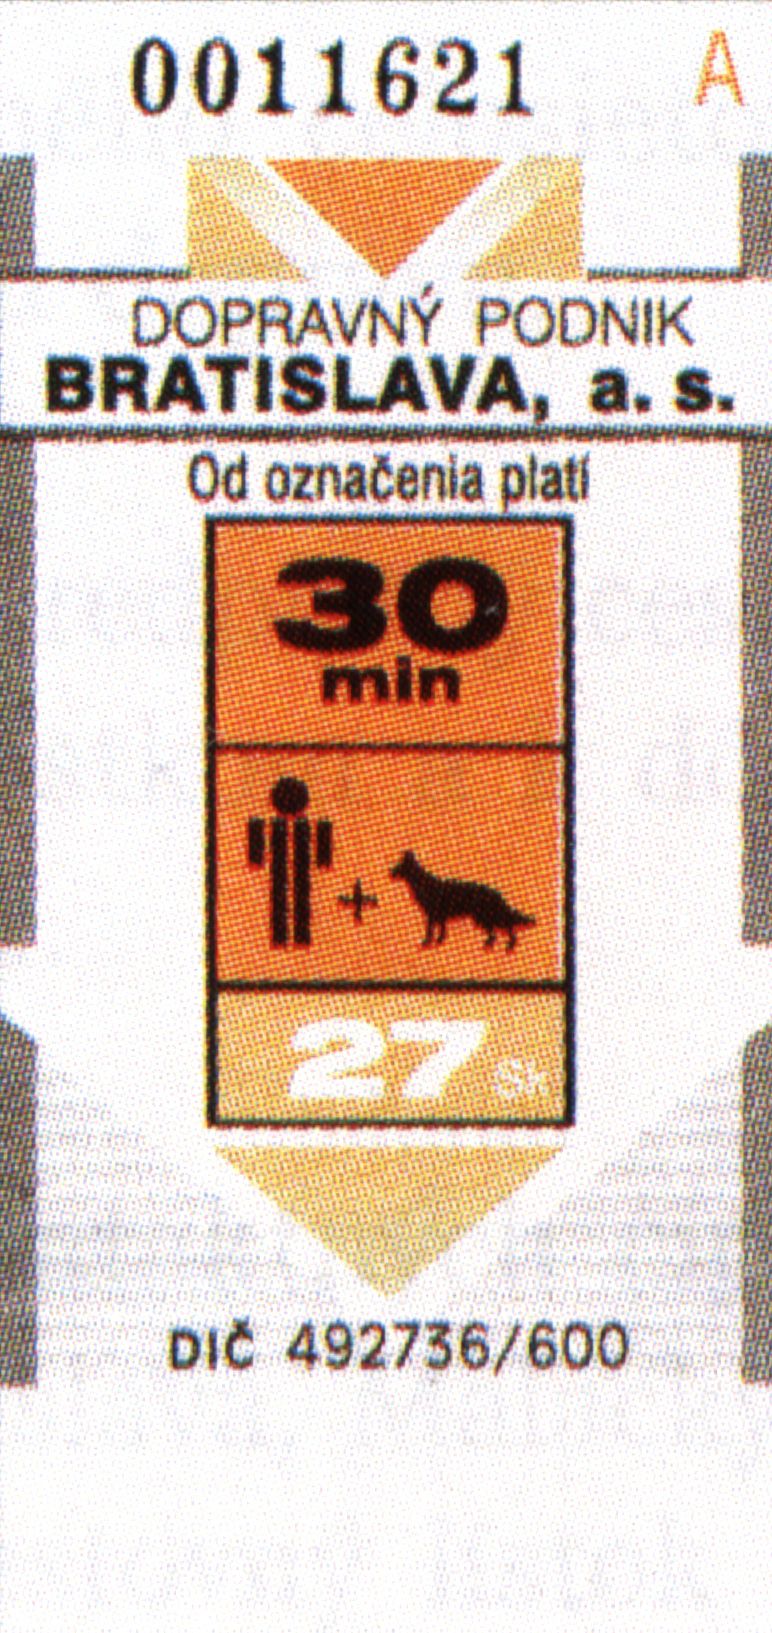 0011621 A
DOPRAVNÝ PODNIK
BRATISLAVA, a. s.
Od označenia platí
30
min
+
27 Sk
DIČ 492736/600